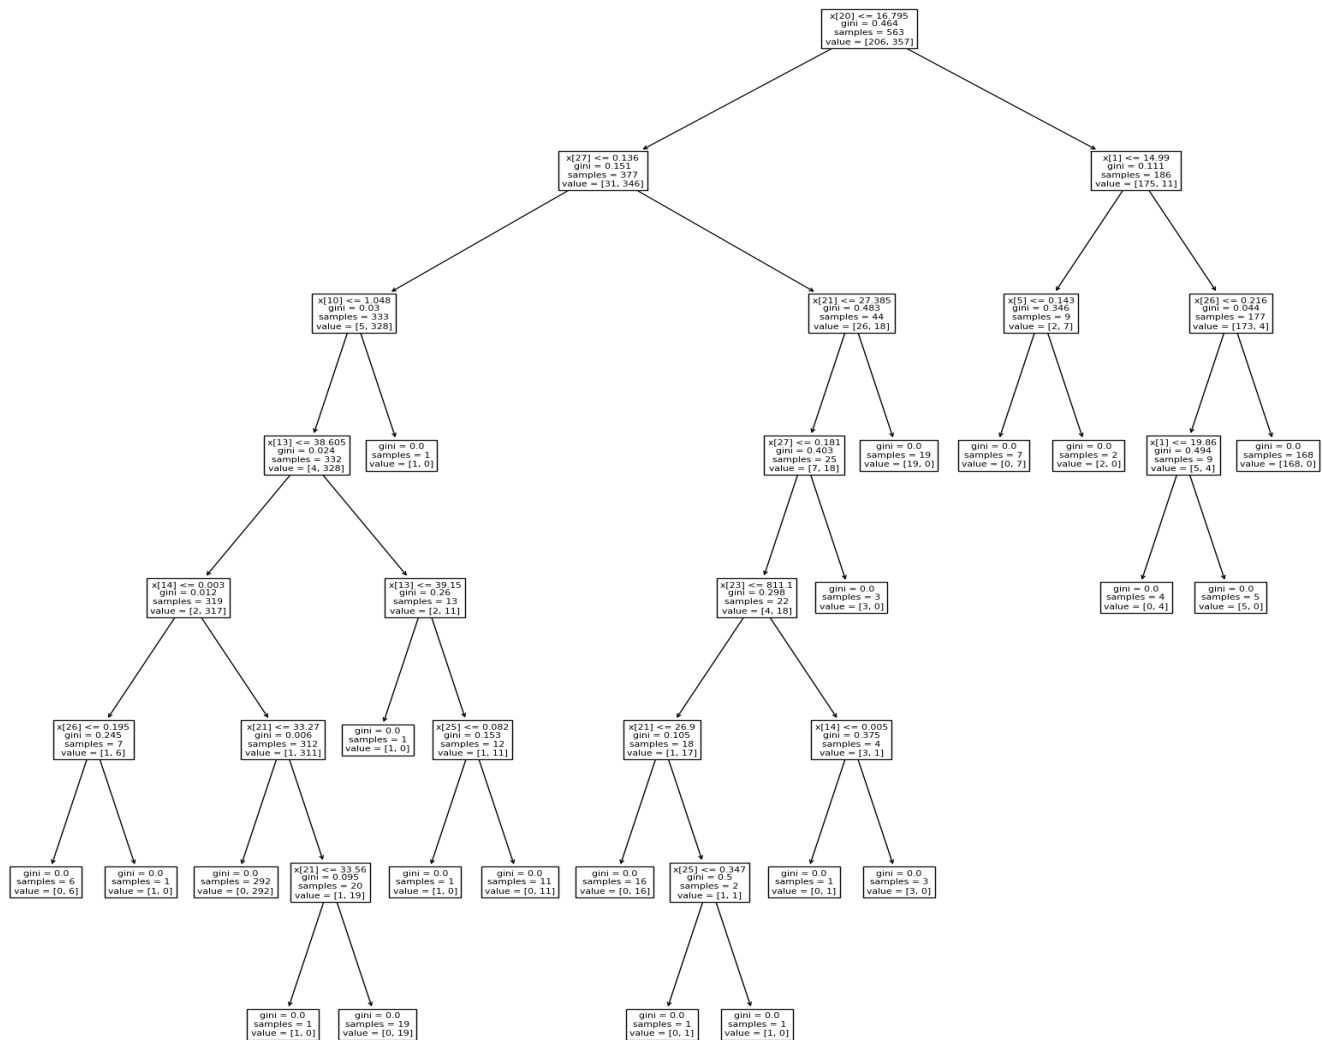 x[20] <= 16.795
gini = 0.464
samples = 563
value = [206, 357]
x[27] <= 0.136
gini = 0.151
samples = 377
value = [31, 346]
x[1] <= 14.99
gini = 0.111
samples = 186
value = [175, 11]
x[10] <= 1.048
gini = 0.03
samples = 333
value = [5, 328]
x[21] <= 27.385
gini = 0.483
samples = 44
value = [26, 18]
x[5] <= 0.143
gini = 0.346
samples = 9
value = [2, 7]
x[26] <= 0.216
gini = 0.044
samples = 177
value = [173, 4]
x[13] <= 38.605
gini = 0.024
samples = 332
value = [4, 328]
gini = 0.0
samples = 1
value = [1, 0]
x[27] <= 0.181
gini = 0.403
samples = 25
value = [7, 18]
gini = 0.0
samples = 19
value = [19, 0]
gini = 0.0
samples = 7
value = [0, 7]
gini = 0.0
samples = 2
value = [2, 0]
x[1] <= 19.86
gini = 0.494
samples = 9
value = [5, 4]
gini = 0.0
samples = 168
value = [168, 0]
x[14] <= 0.003
gini = 0.012
samples = 319
value = [2, 317]
x[13] <= 39.15
gini = 0.26
samples = 13
value = [2, 11]
x[23] <= 811.1
gini = 0.298
samples = 22
value = [4, 18]
gini = 0.0
samples = 3
value = [3, 0]
gini = 0.0
samples = 4
value = [0, 4]
gini = 0.0
samples = 5
value = [5, 0]
x[26] <= 0.195
gini = 0.245
samples = 7
value = [1, 6]
x[21] <= 33.27
gini = 0.006
samples = 312
value = [1, 311]
gini = 0.0
samples = 1
value = [1, 0]
x[25] <= 0.082
gini = 0.153
samples = 12
value = [1, 11]
x[21] <= 26.9
gini = 0.105
samples = 18
value = [1, 17]
x[14] <= 0.005
gini = 0.375
samples = 4
value = [3, 1]
gini = 0.0
samples = 6
value = [0, 6]
gini = 0.0
samples = 1
value = [1, 0]
gini = 0.0
samples = 292
value = [0, 292]
x[21] <= 33.56
gini = 0.095
samples = 20
value = [1, 19]
gini = 0.0
samples = 1
value = [1, 0]
gini = 0.0
samples = 11
value = [0, 11]
gini = 0.0
samples = 16
value = [0, 16]
x[25] <= 0.347
gini = 0.5
samples = 2
value = [1, 1]
gini = 0.0
samples = 1
value = [0, 1]
gini = 0.0
samples = 3
value = [3, 0]
gini = 0.0
samples = 1
value = [1, 0]
gini = 0.0
samples = 19
value = [0, 19]
gini = 0.0
samples = 1
value = [0, 1]
gini = 0.0
samples = 1
value = [1, 0]